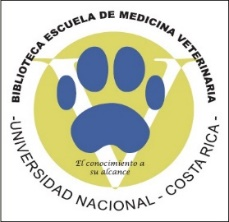 BIBLIOTECA ESCUELA DE MEDICINA VETERINARIA
El conocimiento a
su alcance
-UNIVERSIDAD NACIONAL - COSTA RICA -